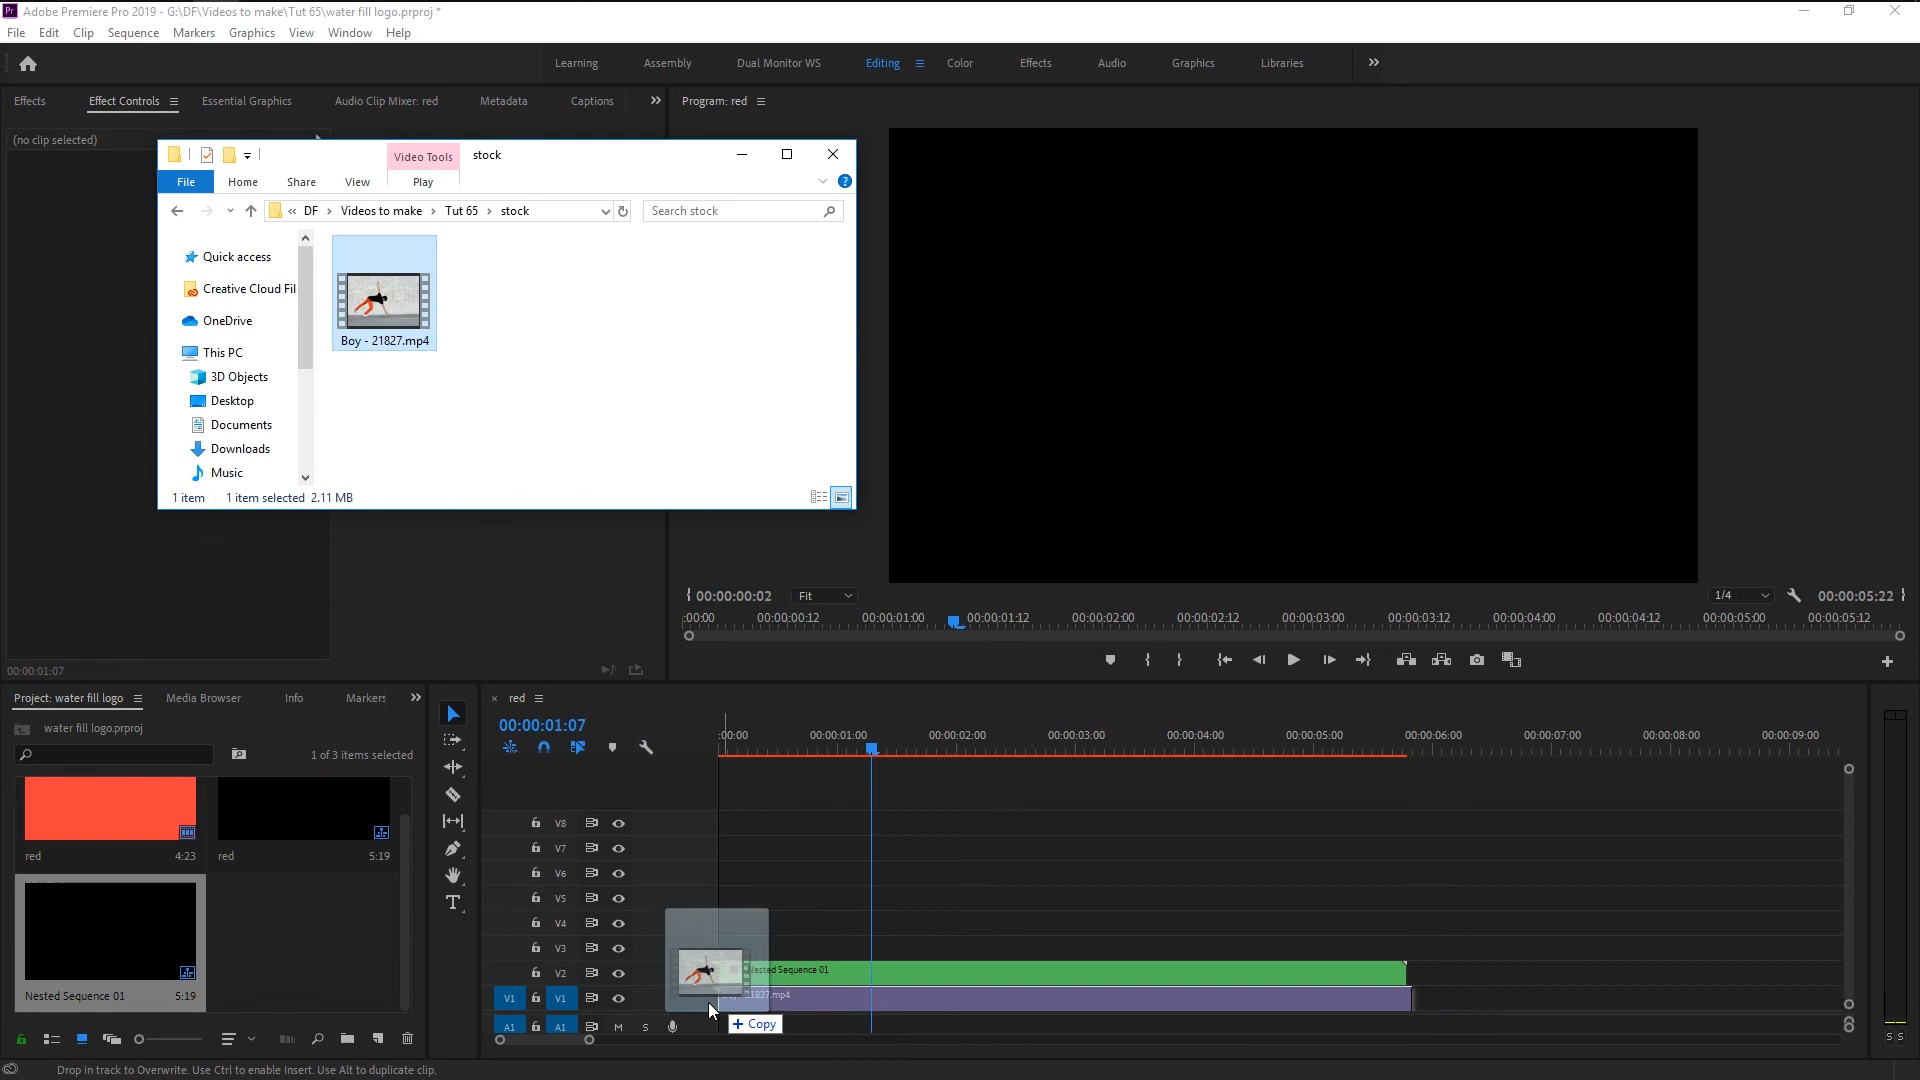 Adobe Premiere Pro 2019 - G:\DF\Videos to make\Tut 65\water fill logo.prproj *
File Edit Clip Sequence Markers Graphics View Window Help
Learning Assembly Dual Monitor WS Editing Color Effects Audio Graphics Libraries
Effects Effect Controls Essential Graphics Audio Clip Mixer: red Metadata Captions
Program: red
(no clip selected)
Video Tools stock
File Home Share View Play
DF Videos to make Tut 65 stock
Search stock
Quick access
Creative Cloud Fil
OneDrive
This PC
3D Objects
Desktop
Documents
Downloads
Music
Boy - 21827.mp4
1 item 1 item selected 2.11 MB
00:00:00:02 Fit 1/4 00:00:05:22
:00:00 00:00:00:12 00:00:01:00 00:00:01:12 00:00:02:00 00:00:02:12 00:00:03:00 00:00:03:12 00:00:04:00 00:00:04:12 00:00:05:00 00:00:05:12
00:00:01:07
Project: water fill logo Media Browser Info Markers
water fill logo.prproj
1 of 3 items selected
red 4:23
red 5:19
Nested Sequence 01 5:19
red
00:00:01:07
:00:00 00:00:01:00 00:00:02:00 00:00:03:00 00:00:04:00 00:00:05:00 00:00:06:00 00:00:07:00 00:00:08:00 00:00:09:00
V8
V7
V6
V5
V4
V3
V2 Nested Sequence 01
V1 V1 21827.mp4
A1 A1 M S
Copy
S S
Drop in track to Overwrite. Use Ctrl to enable Insert. Use Alt to duplicate clip.